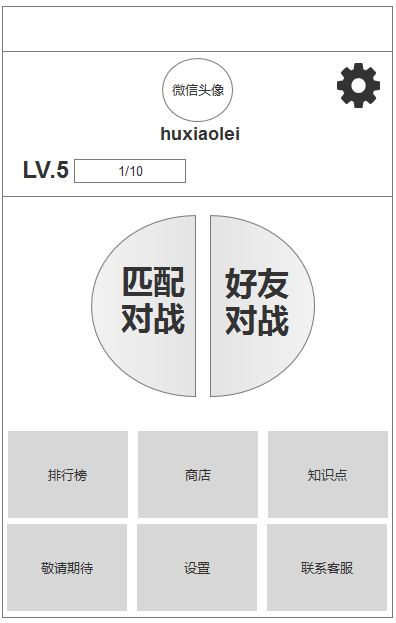 微信头像
huxiaolei
LV.5 1/10
匹配
对战
好友
对战
排行榜 商店 知识点
敬请期待 设置 联系客服